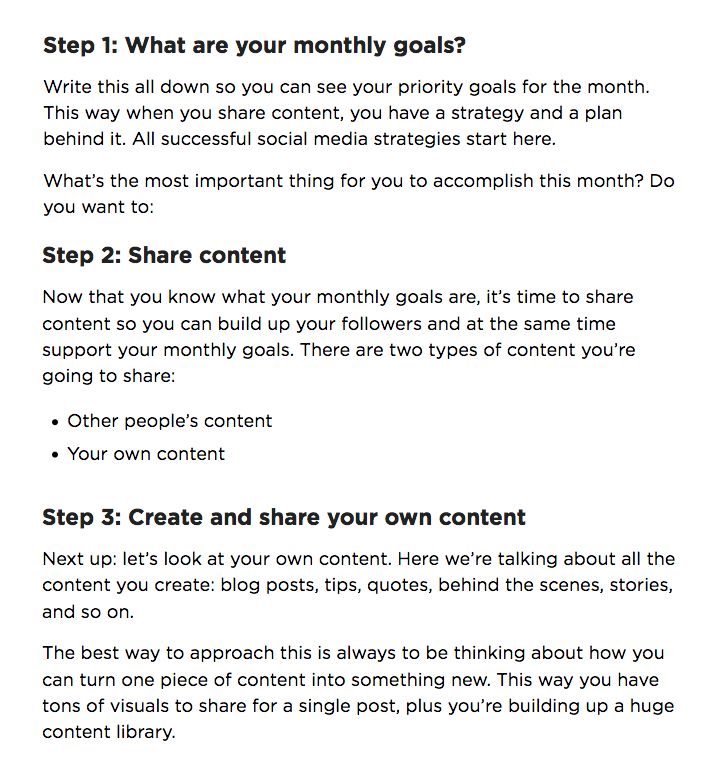 Step 1: What are your monthly goals?
Write this all down so you can see your priority goals for the month.
This way when you share content, you have a strategy and a plan
behind it. All successful social media strategies start here.
What’s the most important thing for you to accomplish this month? Do
you want to:
Step 2: Share content
Now that you know what your monthly goals are, it’s time to share
content so you can build up your followers and at the same time
support your monthly goals. There are two types of content you’re
going to share:
• Other people’s content
• Your own content
Step 3: Create and share your own content
Next up: let’s look at your own content. Here we’re talking about all the
content you create: blog posts, tips, quotes, behind the scenes, stories,
and so on.
The best way to approach this is always to be thinking about how you
can turn one piece of content into something new. This way you have
tons of visuals to share for a single post, plus you’re building up a huge
content library.